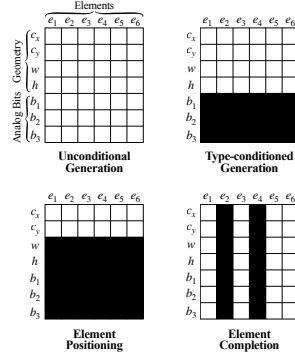 Elements
e1 e2 e3 e4 e5 e6
e1 e2 e3 e4 e5 e6
Geometry
Analog Bits
cx
cy
w
h
b1
b2
b3
cx
cy
w
h
b1
b2
b3
Unconditional
Generation
Type-conditioned
Generation
e1 e2 e3 e4 e5 e6
e1 e2 e3 e4 e5 e6
cx
cy
w
h
b1
b2
b3
cx
cy
w
h
b1
b2
b3
Element
Positioning
Element
Completion